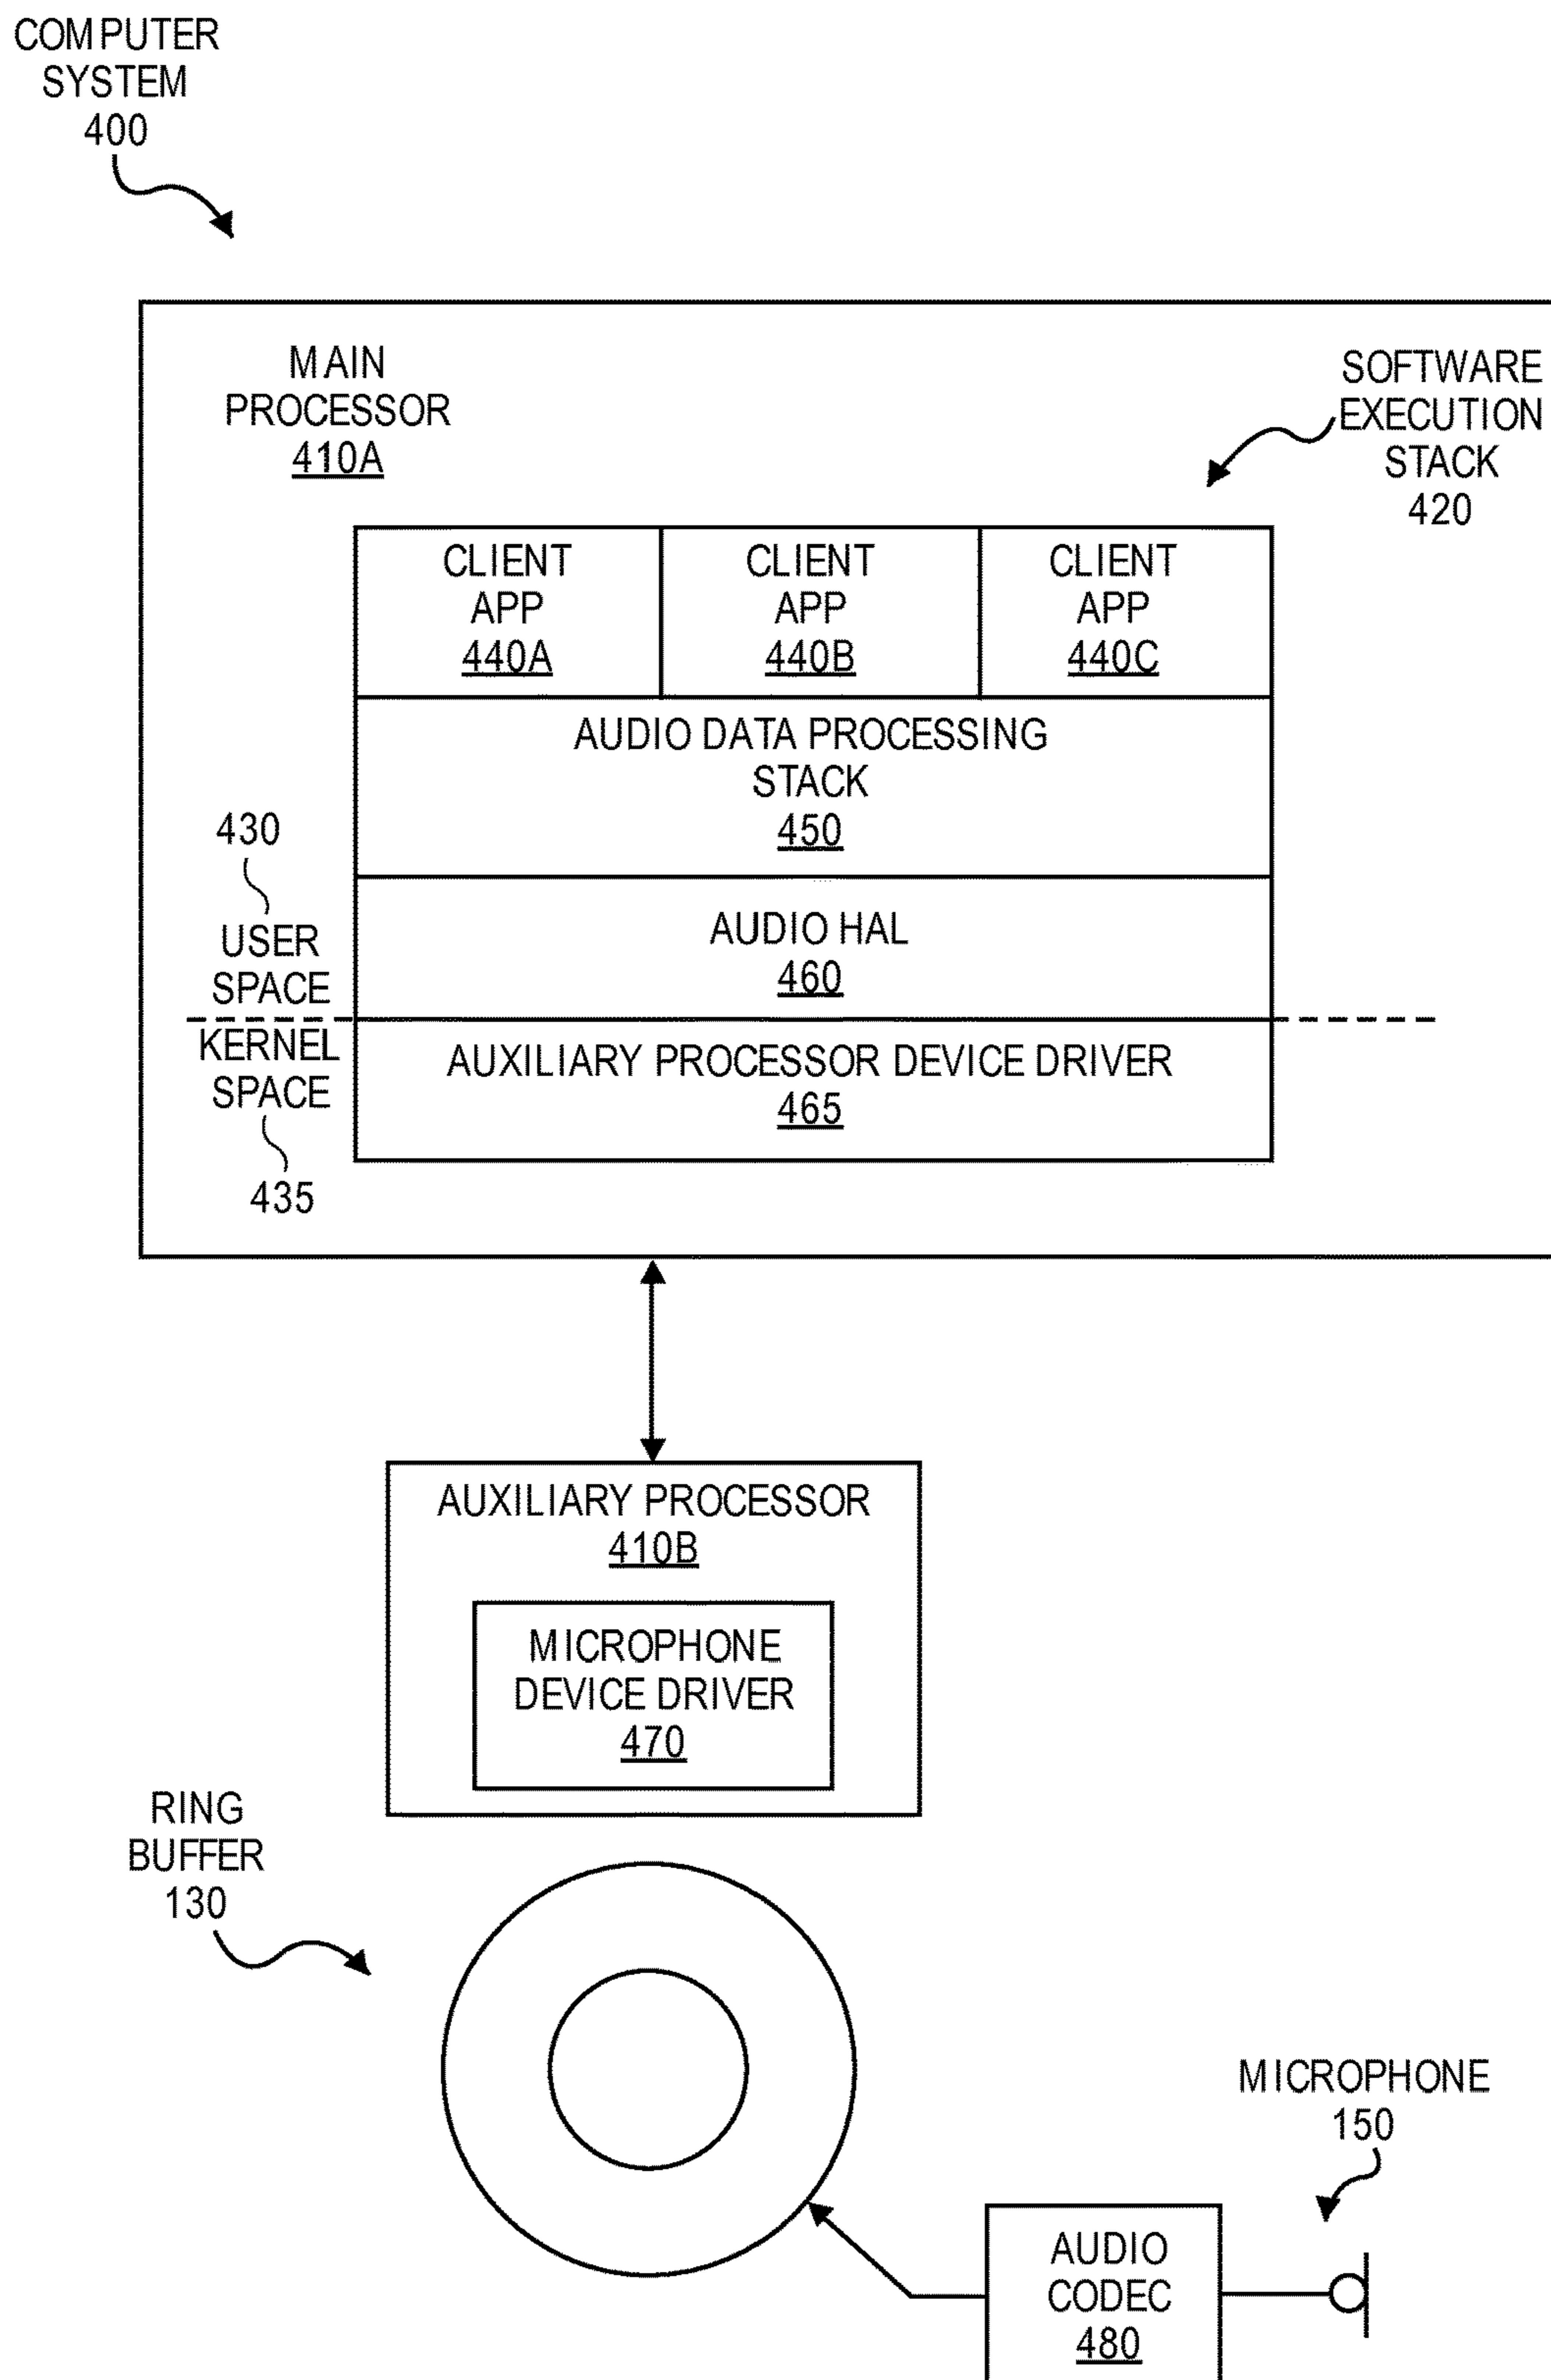 COMPUTER
SYSTEM
400
MAIN
PROCESSOR
410A
SOFTWARE
EXECUTION
STACK
420
CLIENT
APP
440A
CLIENT
APP
440B
CLIENT
APP
440C
AUDIO DATA PROCESSING
STACK
450
430
USER
SPACE
AUDIO HAL
460
KERNEL
SPACE
435
AUXILIARY PROCESSOR DEVICE DRIVER
465
AUXILIARY PROCESSOR
410B
MICROPHONE
DEVICE DRIVER
470
RING
BUFFER
130
MICROPHONE
150
AUDIO
CODEC
480